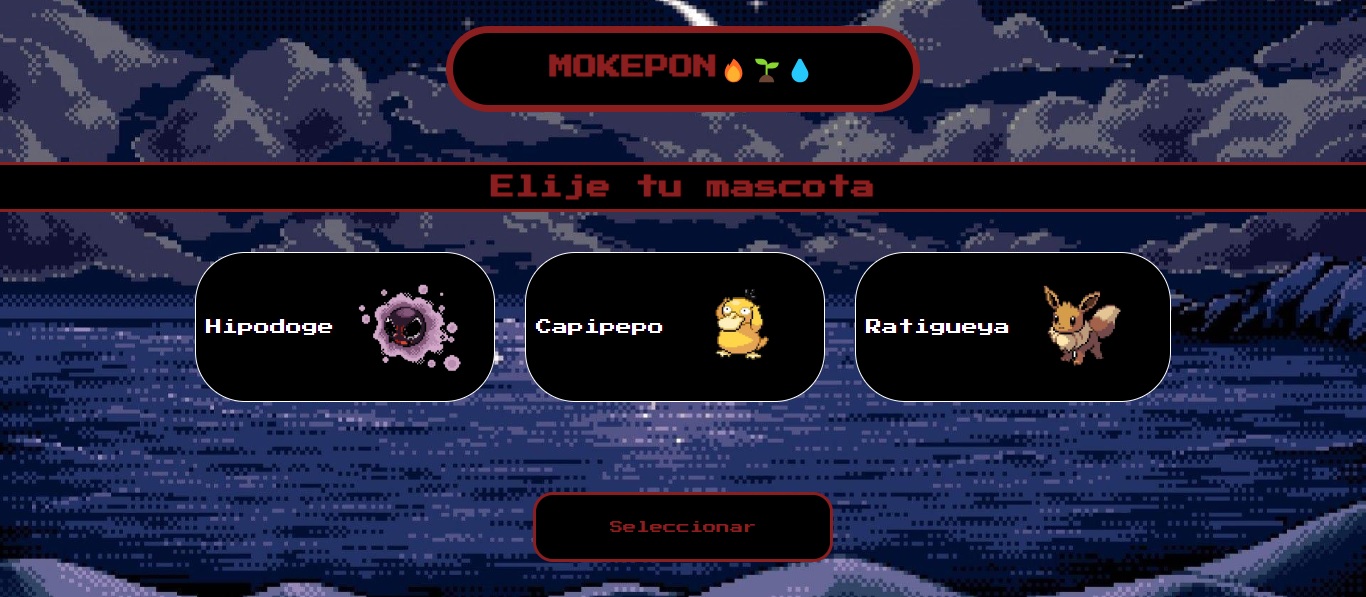 MOKEPON🔥🌱💧
Elije tu mascota
Hipodoge
Capipepo
Ratigueya
Seleccionar